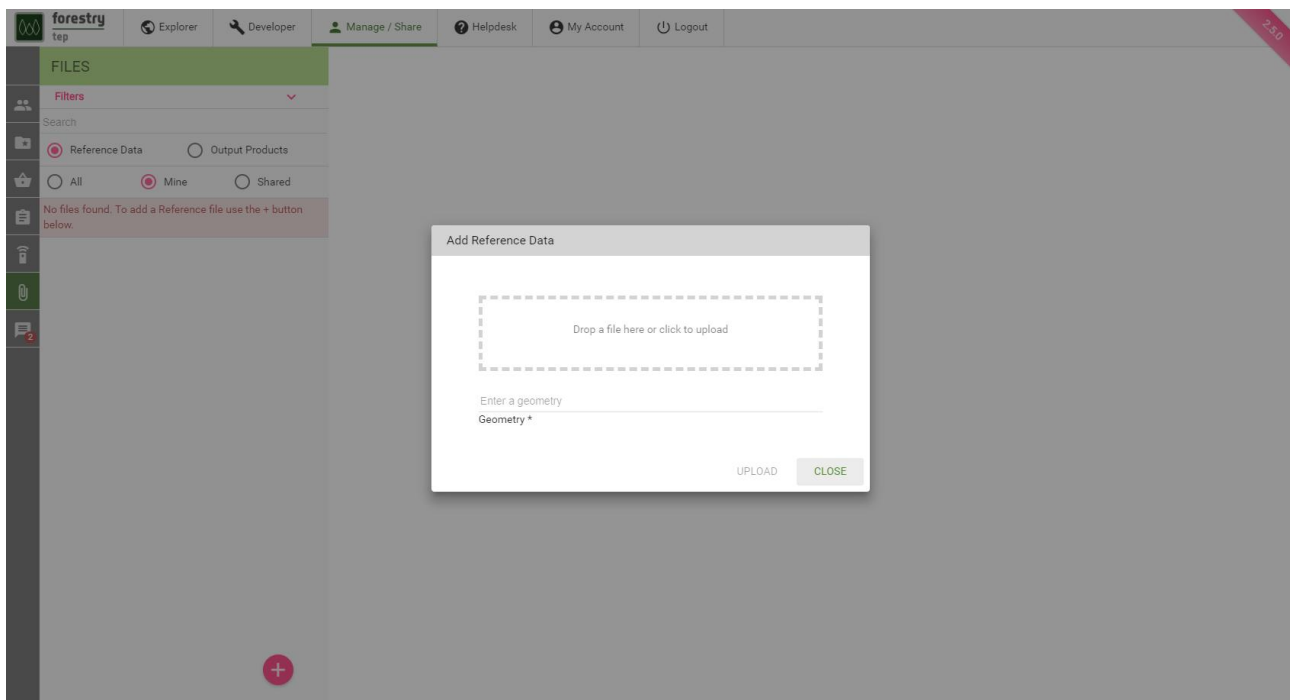 forestry
tep
Explorer
Developer
Manage / Share
Helpdesk
My Account
Logout
2.5.0
FILES
Filters
Search
Reference Data
Output Products
All
Mine
Shared
No files found. To add a Reference file use the + button
below.
2
Add Reference Data
Drop a file here or click to upload
Enter a geometry
Geometry *
UPLOAD
CLOSE